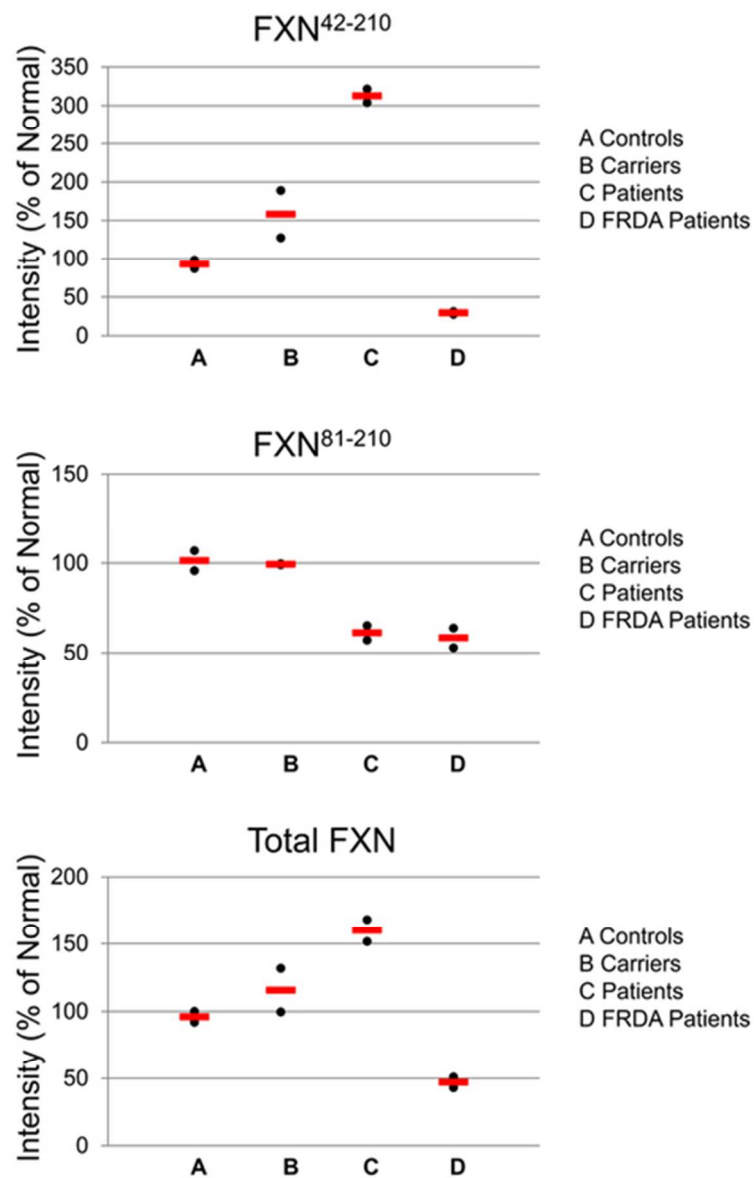 FXN42-210
Intensity (% of Normal)
350
300
250
200
150
100
50
0
A B C D
A Controls
B Carriers
C Patients
D FRDA Patients
FXN81-210
Intensity (% of Normal)
150
100
50
0
A B C D
A Controls
B Carriers
C Patients
D FRDA Patients
Total FXN
Intensity (% of Normal)
200
150
100
50
0
A B C D
A Controls
B Carriers
C Patients
D FRDA Patients